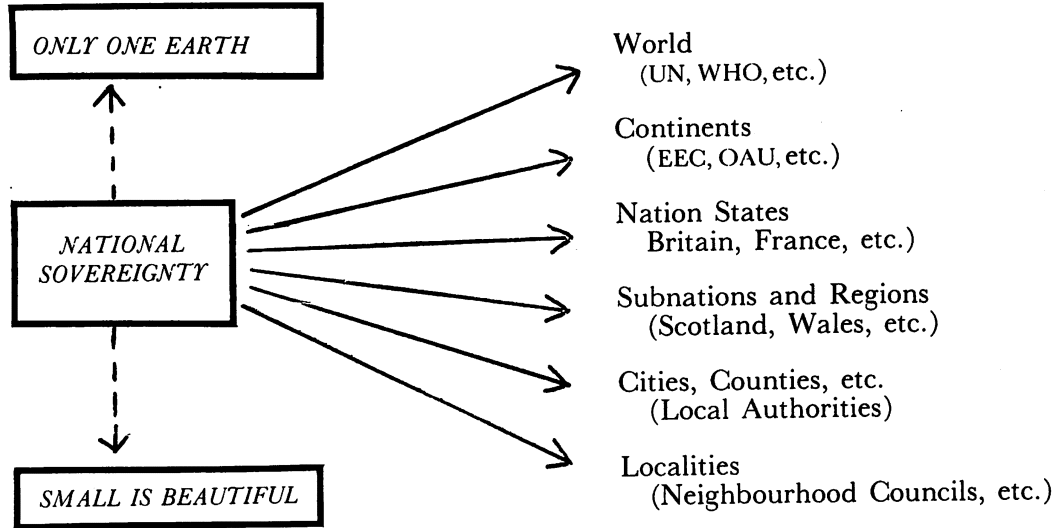 ONLY ONE EARTH
NATIONAL
SOVEREIGNTY
SMALL IS BEAUTIFUL
World
(UN, WHO, etc.)
Continents
(EEC, OAU, etc.)
Nation States
Britain, France, etc.)
Subnations and Regions
(Scotland, Wales, etc.)
Cities, Counties, etc.
(Local Authorities)
Localities
(Neighbourhood Councils, etc.)